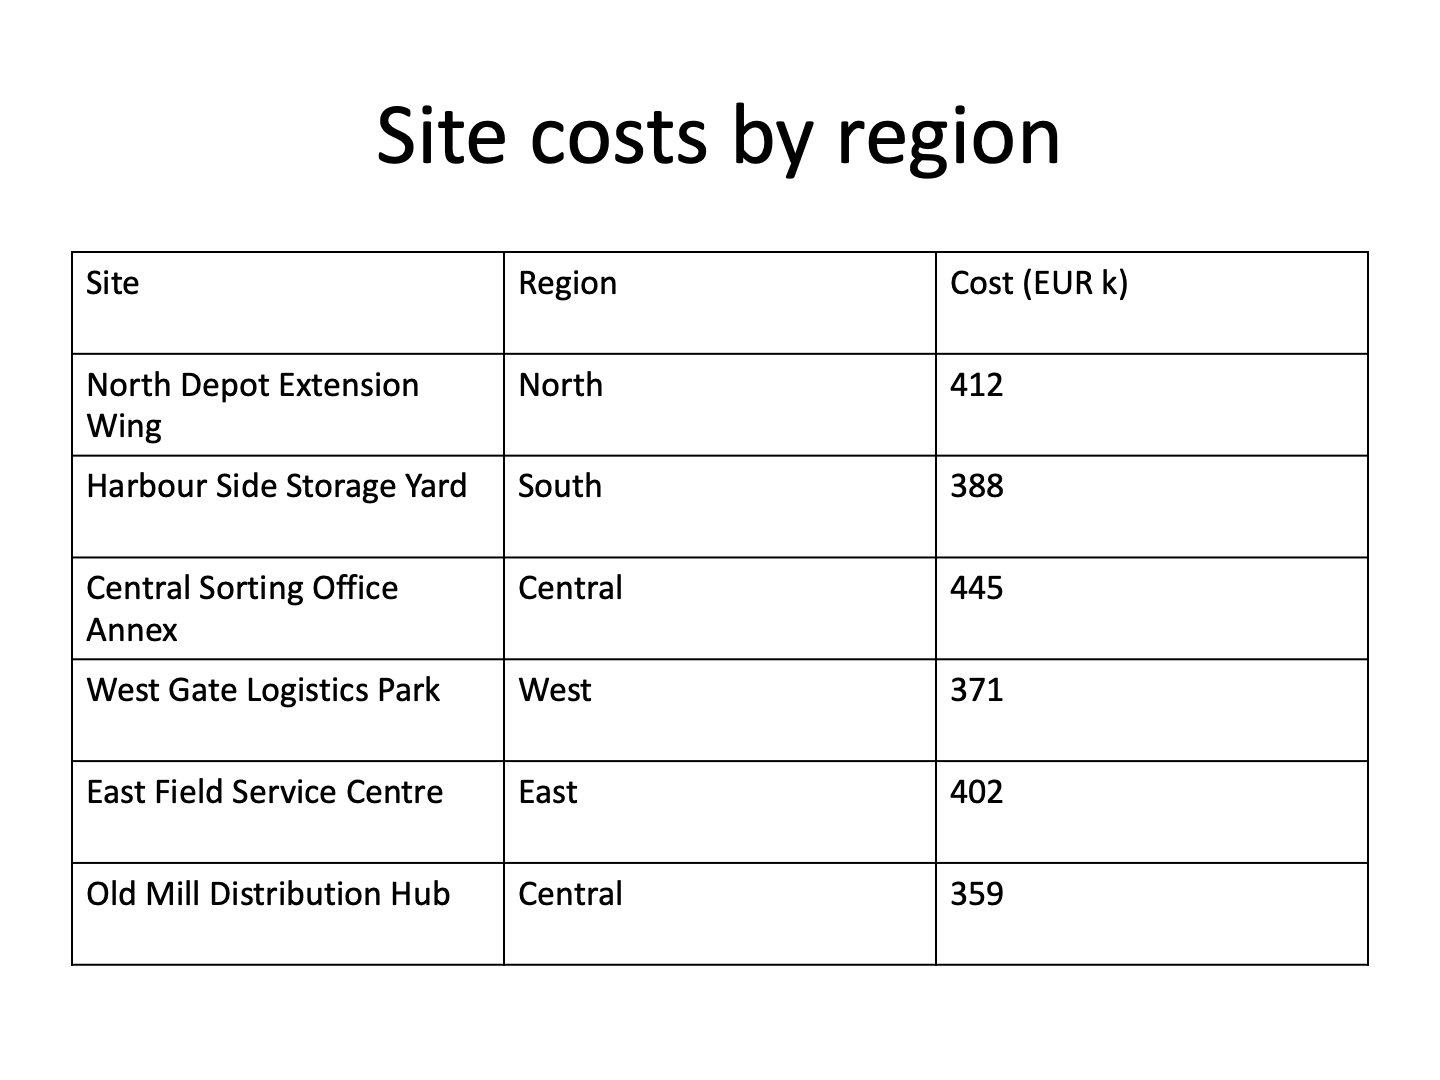 Site costs by region
Site Region Cost (EUR k)
North Depot Extension North 412
Wing
Harbour Side Storage Yard South 388
Central Sorting Office Central 445
Annex
West Gate Logistics Park West 371
East Field Service Centre East 402
Old Mill Distribution Hub Central 359